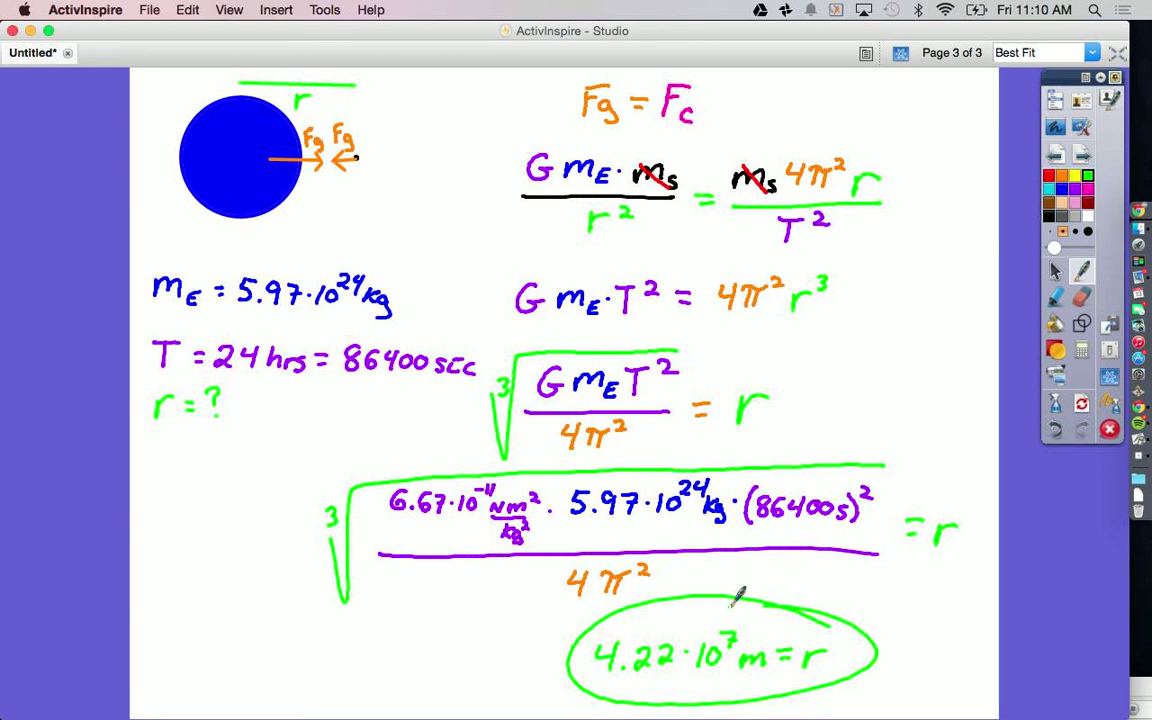 ActivInspire File Edit View Insert Tools Help Fri 11:10 AM
ActivInspire - Studio
Untitled* Page 3 of 3 Best Fit
r
Fg Fg
Fg = Fc
G mE · ms / r² = ms 4π² r / T²
mE = 5.97·10²⁴ kg
G mE · T² = 4π² r³
T = 24 hrs = 86400 sec
r = ?
∛(G mE T² / 4π²) = r
∛(6.67·10⁻¹¹ Nm²/kg² · 5.97·10²⁴ kg · (86400s)² / 4π²) = r
4.22·10⁷ m = r